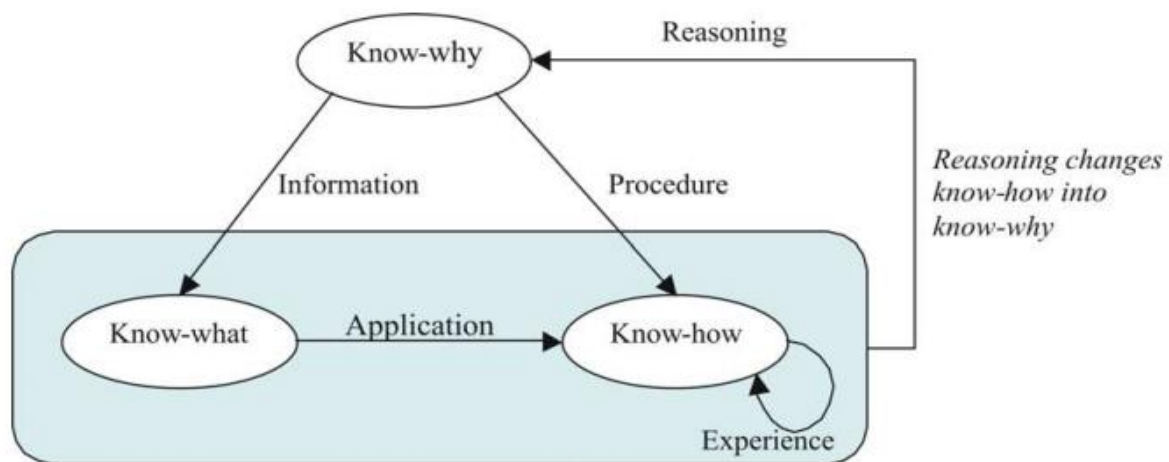 Reasoning
Know-why
Reasoning changes
know-how into
know-why
Information
Procedure
Know-what
Application
Know-how
Experience